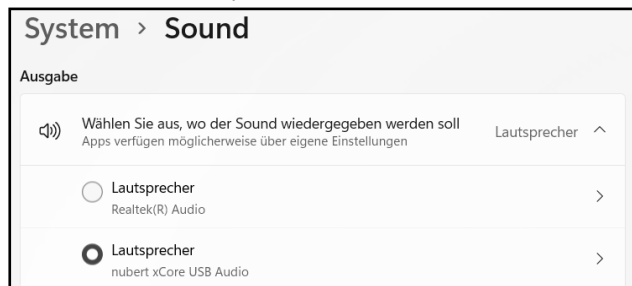 System > Sound
Ausgabe
Wählen Sie aus, wo der Sound wiedergegeben werden soll
Apps verfügen möglicherweise über eigene Einstellungen
Lautsprecher
Lautsprecher
Realtek(R) Audio
Lautsprecher
nubert xCore USB Audio